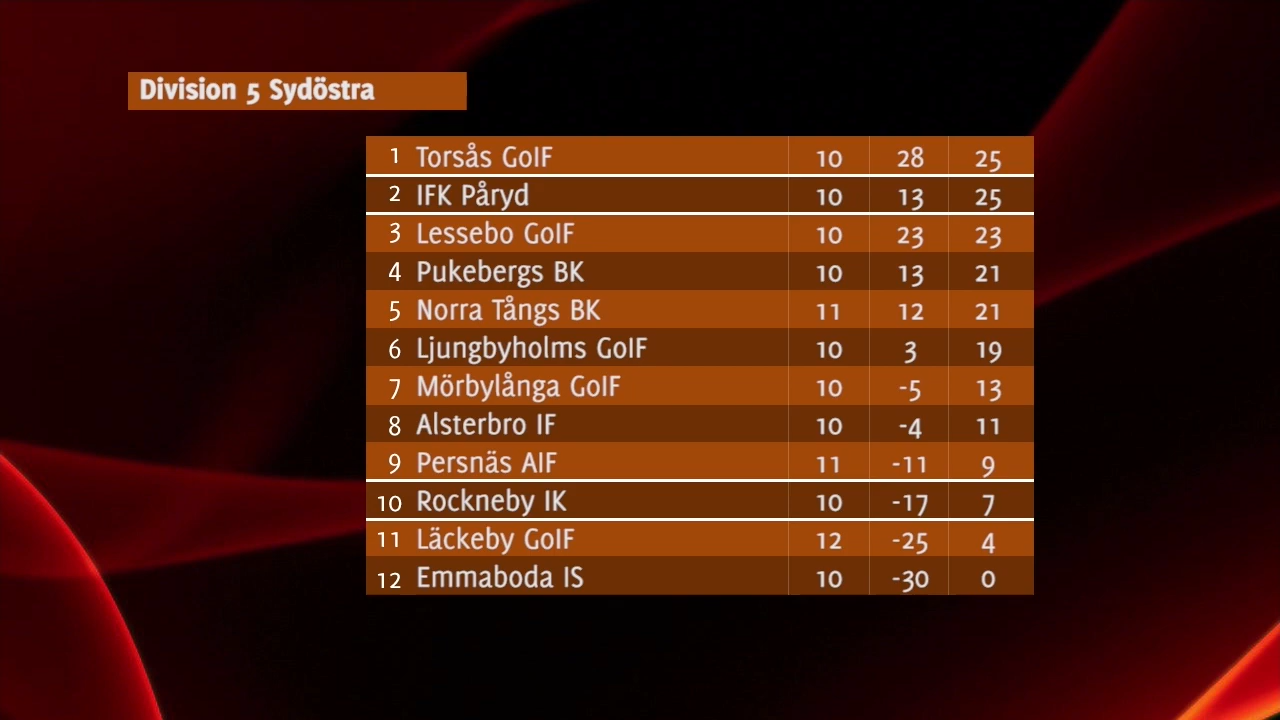 Division 5 Sydöstra
1 Torsås GoIF 10 28 25
2 IFK Påryd 10 13 25
3 Lessebo GoIF 10 23 23
4 Pukebergs BK 10 13 21
5 Norra Tångs BK 11 12 21
6 Ljungbyholms GoIF 10 3 19
7 Mörbylånga GoIF 10 -5 13
8 Alsterbro IF 10 -4 11
9 Persnäs AIF 11 -11 9
10 Rockneby IK 10 -17 7
11 Läckeby GoIF 12 -25 4
12 Emmaboda IS 10 -30 0